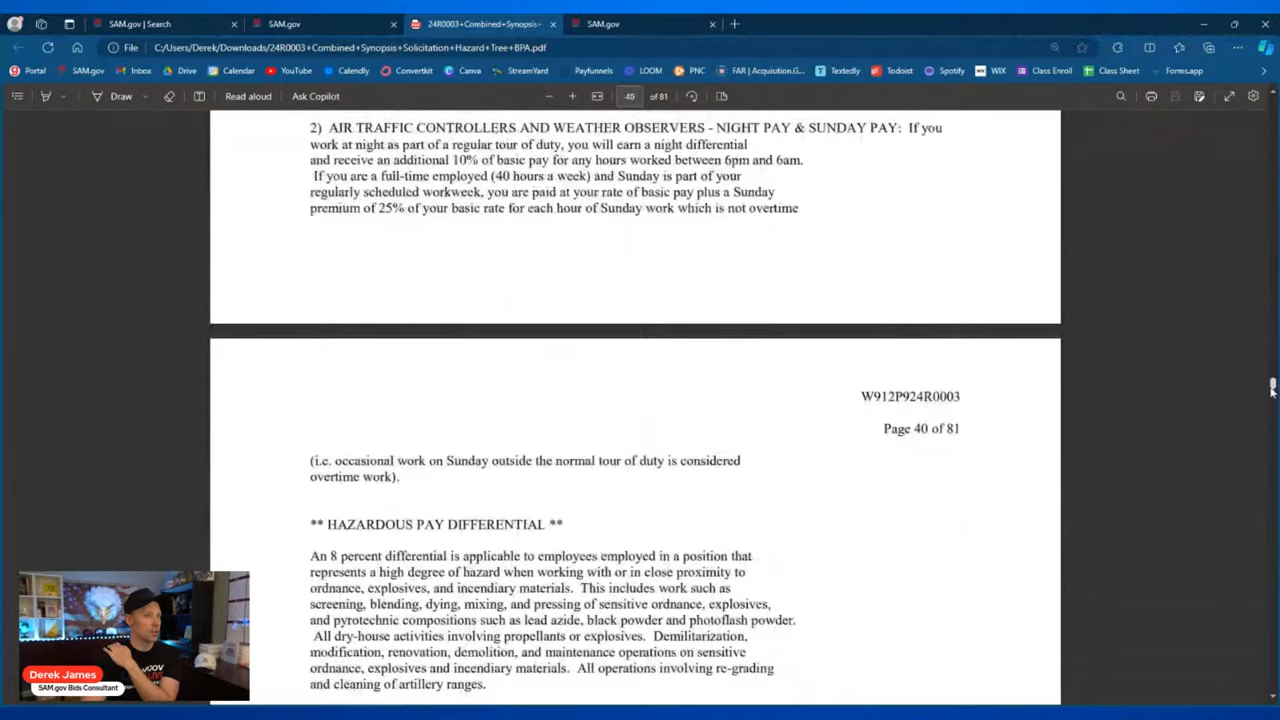 SAM.gov | Search
SAM.gov
24R0003+Combined+Synopsis-
SAM.gov
File
C:/Users/Derek/Downloads/24R0003+Combined+Synopsis+Solicitation+Hazard+Tree+BPA.pdf
Portal
SAM.gov
Inbox
Drive
Calendar
YouTube
Calendly
Convertkit
Canva
StreamYard
Payfunnels
LOOM
PNC
FAR | Acquisition.G...
Textedly
Todoist
Spotify
WIX
Class Enroll
Class Sheet
Forms.app
Draw
Read aloud
Ask Copilot
40
of 81
2) AIR TRAFFIC CONTROLLERS AND WEATHER OBSERVERS - NIGHT PAY & SUNDAY PAY: If you
work at night as part of a regular tour of duty, you will earn a night differential
and receive an additional 10% of basic pay for any hours worked between 6pm and 6am.
If you are a full-time employed (40 hours a week) and Sunday is part of your
regularly scheduled workweek, you are paid at your rate of basic pay plus a Sunday
premium of 25% of your basic rate for each hour of Sunday work which is not overtime
W912P924R0003
Page 40 of 81
(i.e. occasional work on Sunday outside the normal tour of duty is considered
overtime work).
** HAZARDOUS PAY DIFFERENTIAL **
An 8 percent differential is applicable to employees employed in a position that
represents a high degree of hazard when working with or in close proximity to
ordnance, explosives, and incendiary materials. This includes work such as
screening, blending, dying, mixing, and pressing of sensitive ordnance, explosives,
and pyrotechnic compositions such as lead azide, black powder and photoflash powder.
All dry-house activities involving propellants or explosives. Demilitarization,
modification, renovation, demolition, and maintenance operations on sensitive
ordnance, explosives and incendiary materials. All operations involving re-grading
and cleaning of artillery ranges.
Derek James
SAM.gov Bids Consultant